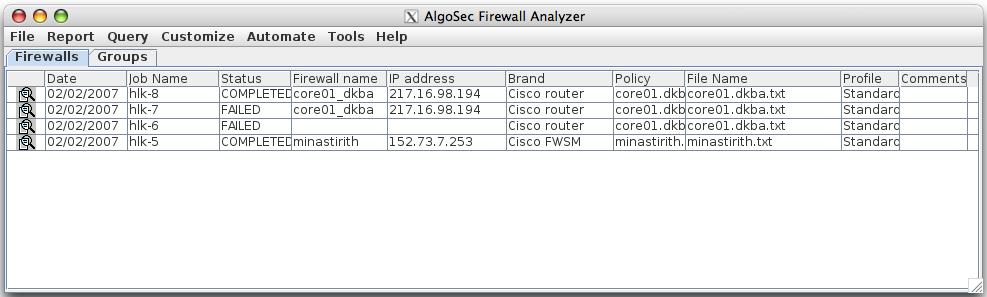 AlgoSec Firewall Analyzer
File Report Query Customize Automate Tools Help
Firewalls Groups
Date Job Name Status Firewall name IP address Brand Policy File Name Profile Comments
02/02/2007 hlk-8 COMPLETED core01_dkba 217.16.98.194 Cisco router core01.dkb core01.dkba.txt Standard
02/02/2007 hlk-7 FAILED core01_dkba 217.16.98.194 Cisco router core01.dkb core01.dkba.txt Standard
02/02/2007 hlk-6 FAILED Cisco router core01.dkb core01.dkba.txt Standard
02/02/2007 hlk-5 COMPLETED minastirith 152.73.7.253 Cisco FWSM minastirith. minastirith.txt Standard